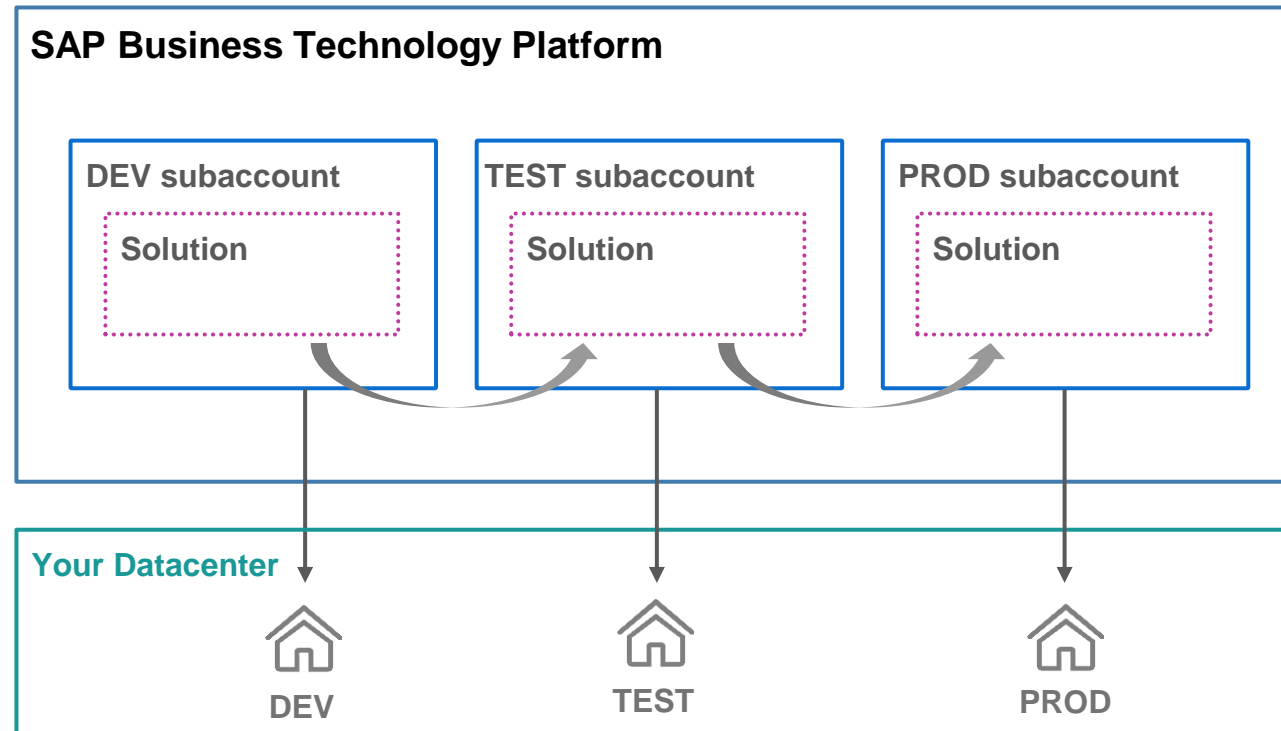 SAP Business Technology Platform
DEV subaccount
Solution
TEST subaccount
Solution
PROD subaccount
Solution
Your Datacenter
DEV
TEST
PROD